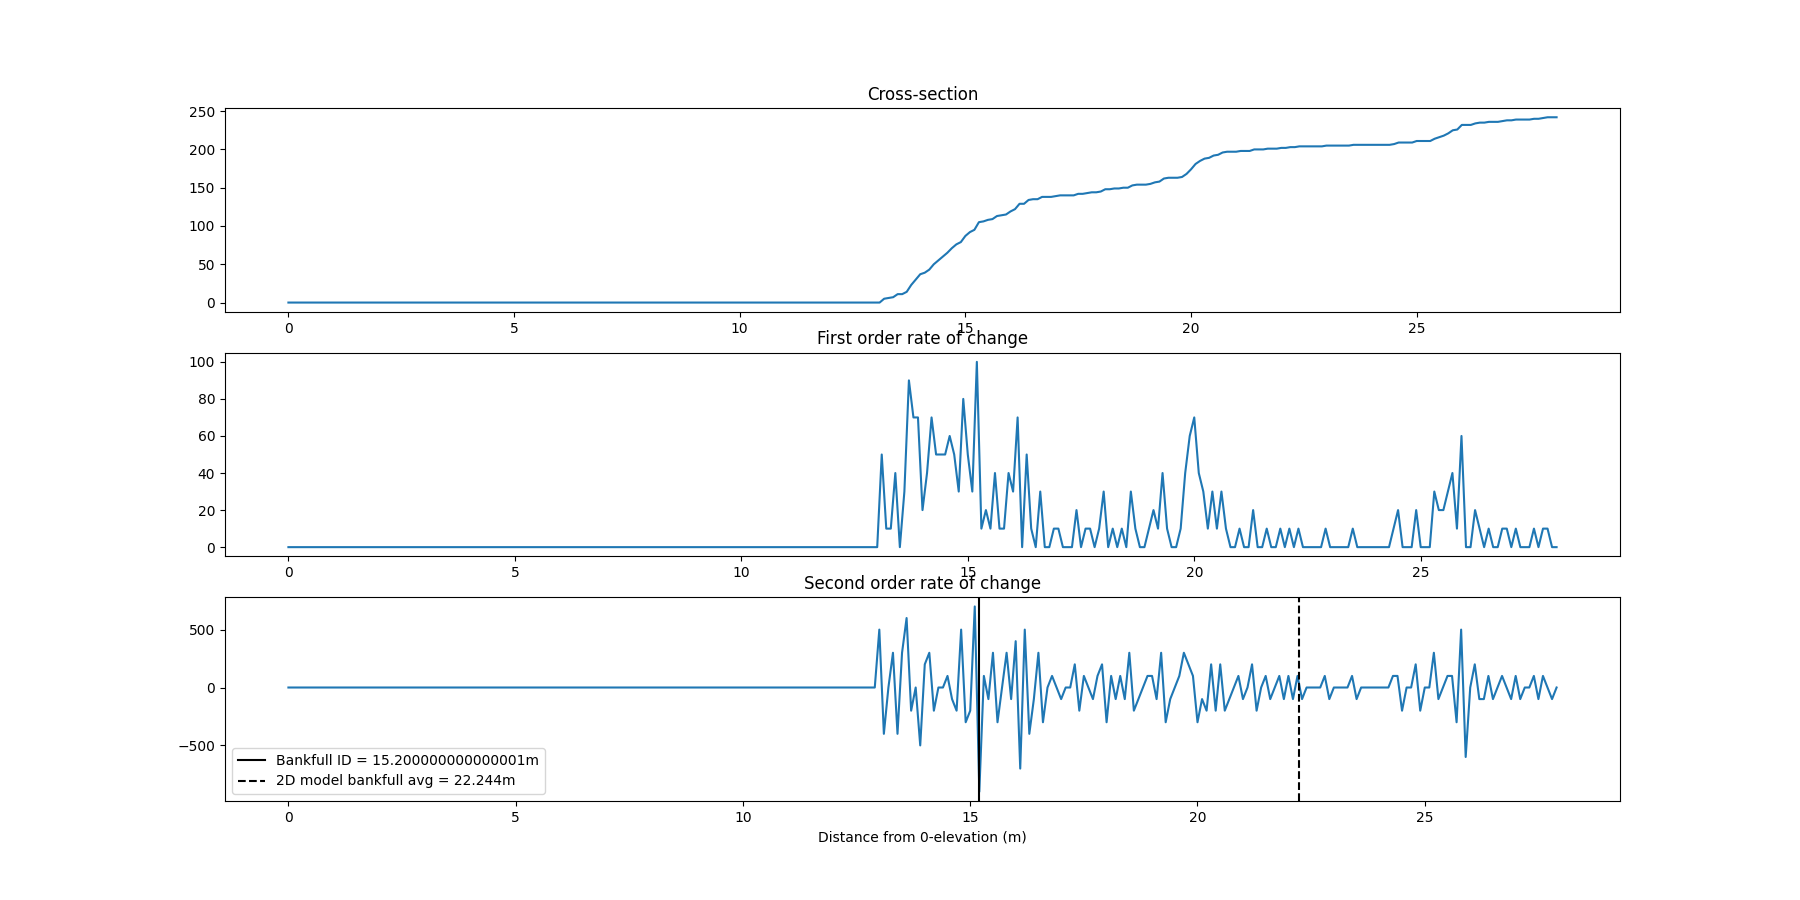 Cross-section
250
200
150
100
50
0
0 5 10 15 20 25
First order rate of change
100
80
60
40
20
0
0 5 10 15 20 25
Second order rate of change
500
0
−500
Bankfull ID = 15.200000000000001m
2D model bankfull avg = 22.244m
0 5 10 15 20 25
Distance from 0-elevation (m)